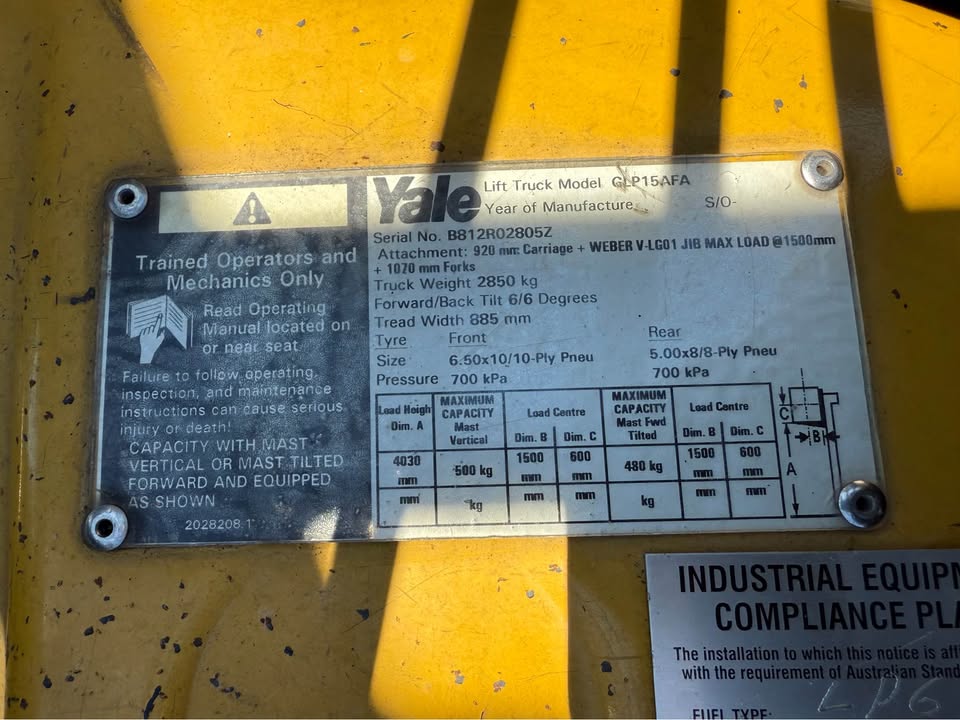 Trained Operators and
Mechanics Only
Read Operating
Manual located on
or near seat
Failure to follow operating,
inspection, and maintenance
instructions can cause serious
injury or death!
CAPACITY WITH MAST
VERTICAL OR MAST TILTED
FORWARD AND EQUIPPED
AS SHOWN
2028208 1
Yale
Lift Truck Model GLP15AFA
Year of Manufacture S/O-
Serial No. B812R02805Z
Attachment: 920 mm Carriage + WEBER V-LG01 JIB MAX LOAD @1500mm
+ 1070 mm Forks
Truck Weight 2850 kg
Forward/Back Tilt 6/6 Degrees
Tread Width 885 mm
Tyre Front Rear
Size 6.50x10/10-Ply Pneu 5.00x8/8-Ply Pneu
Pressure 700 kPa 700 kPa
Load Heigh Dim. A
MAXIMUM CAPACITY Mast Vertical
Load Centre
Dim. B Dim. C
MAXIMUM CAPACITY Mast Fwd Tilted
Load Centre
Dim. B Dim. C
4030 mm 500 kg 1500 mm 600 mm 480 kg 1500 mm 600 mm
mm kg mm mm kg mm mm
C
B
A
INDUSTRIAL EQUIPM
COMPLIANCE PLA
The installation to which this notice is aff
with the requirement of Australian Stand
FUEL TYPE: LPG